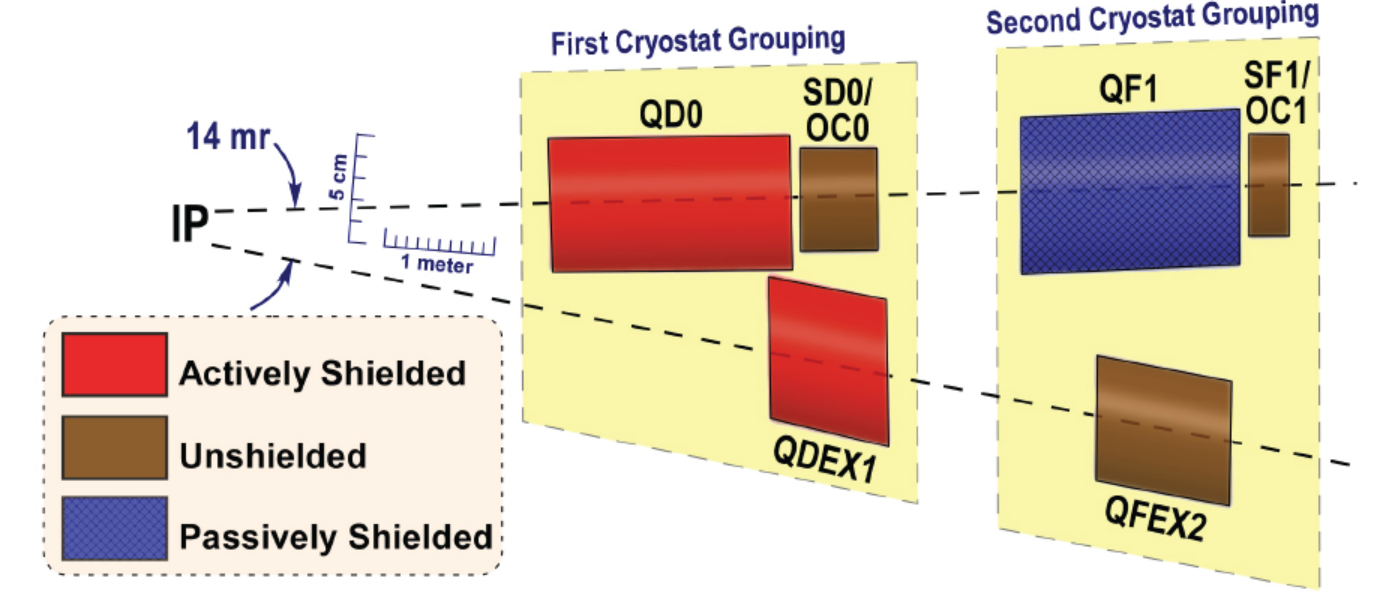 First Cryostat Grouping
Second Cryostat Grouping
14 mr
IP
5 cm
1 meter
QD0
SD0/
OC0
QDEX1
QF1
SF1/
OC1
QFEX2
Actively Shielded
Unshielded
Passively Shielded